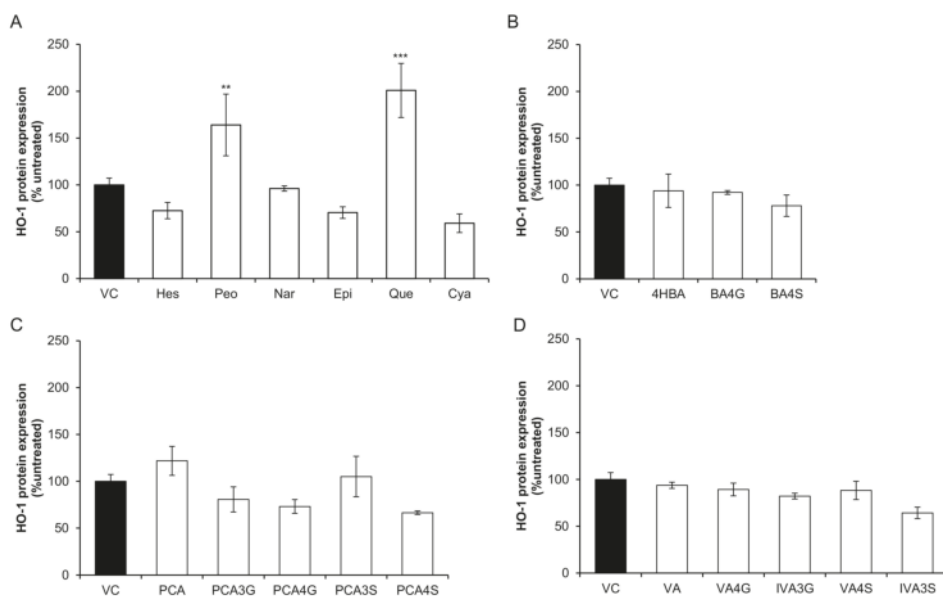 A
HO-1 protein expression
(% untreated)
250
200
150
100
50
0
**
***
VC Hes Peo Nar Epi Que Cya
B
HO-1 protein expression
(%untreated)
250
200
150
100
50
0
VC 4HBA BA4G BA4S
C
HO-1 protein expression
(%untreated)
250
200
150
100
50
0
VC PCA PCA3G PCA4G PCA3S PCA4S
D
HO-1 protein expression
(%untreated)
250
200
150
100
50
0
VC VA VA4G IVA3G VA4S IVA3S